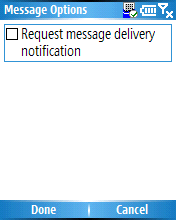 Message Options
Request message delivery
notification
Done Cancel